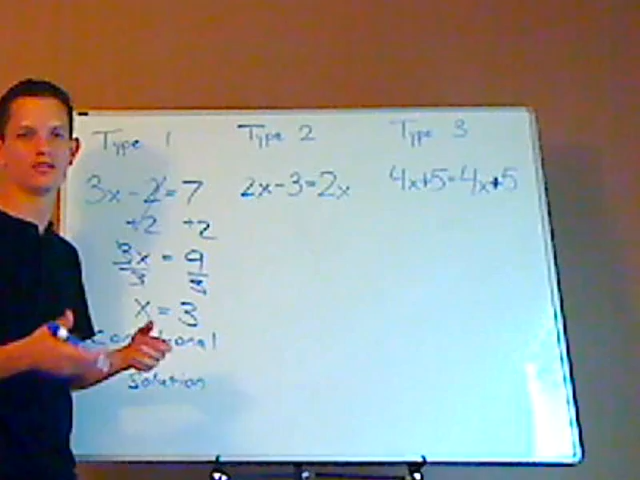 Type 1
3x - 2 = 7
+2 +2
3x = 9
3 3
x = 3
solution
Type 2
2x - 3 = 2x
Type 3
4x + 5 = 4x + 5